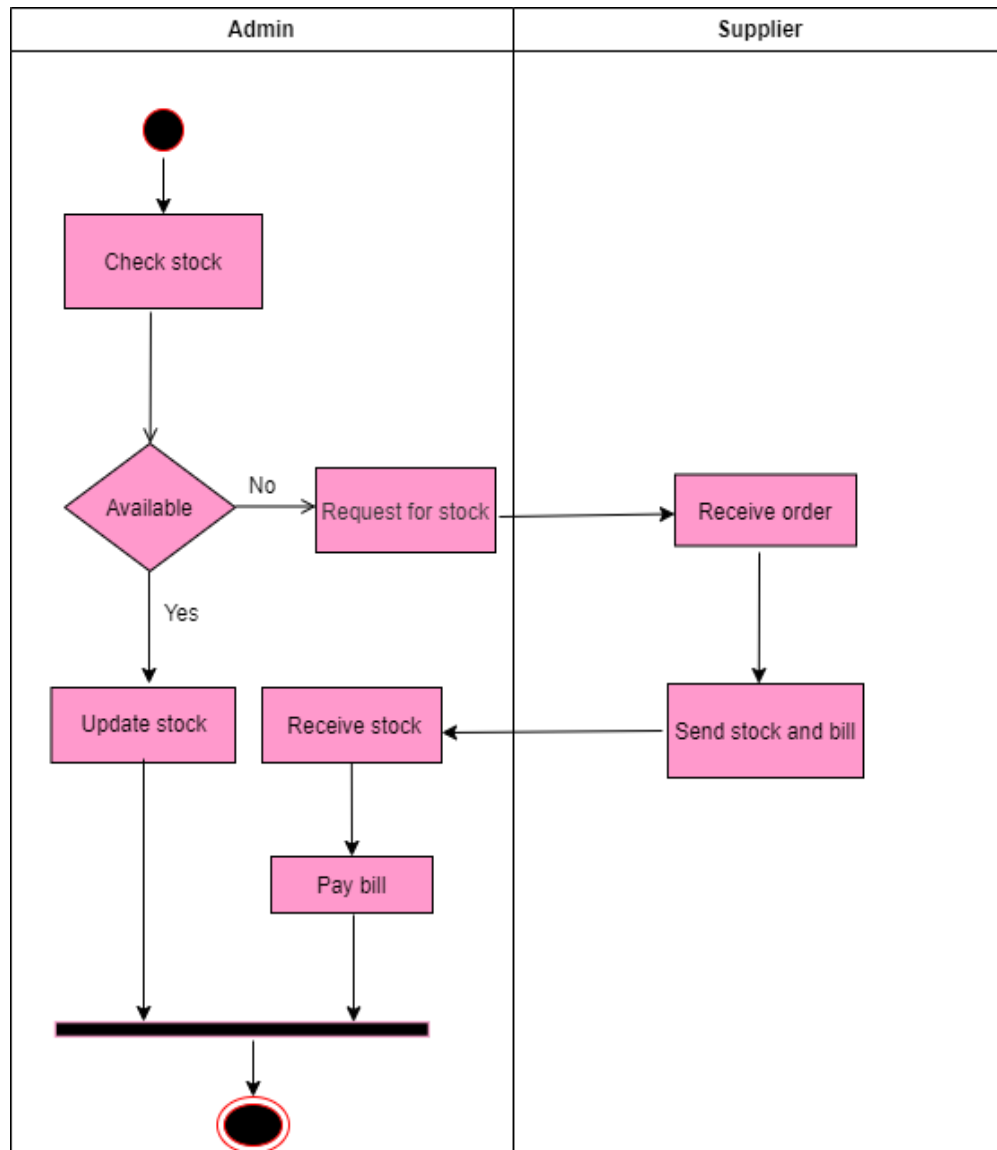 Admin
Supplier
Check stock
Available
No
Request for stock
Receive order
Yes
Update stock
Receive stock
Send stock and bill
Pay bill